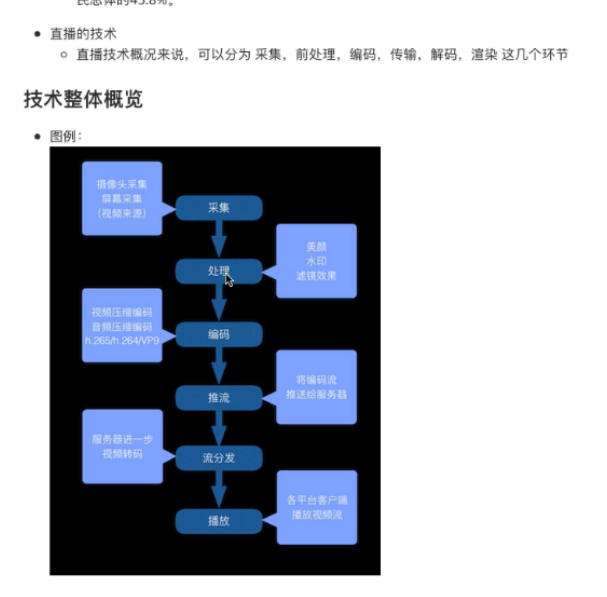 民总体的45.8%。
直播的技术
直播技术概况来说，可以分为 采集，前处理，编码，传输，解码，渲染 这几个环节
技术整体概览
图例：
摄像头采集
屏幕采集
（视频来源）
采集
美颜
水印
滤镜效果
处理
视频压缩编码
音频压缩编码
h.265/h.264/VP9
编码
将编码流
推送给服务器
推流
服务器进一步
视频转码
流分发
各平台客户端
播放视频流
播放